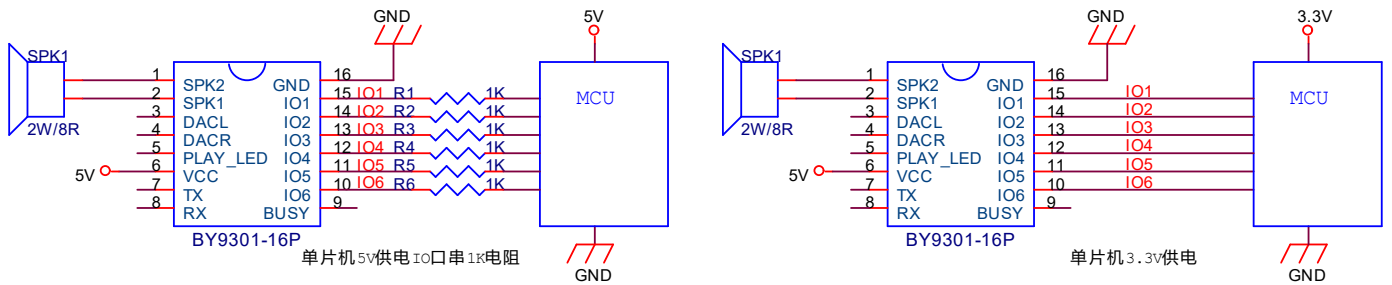 GND
5V
SPK1
2W/8R
1 SPK2 GND 16
2 SPK1 IO1 15 IO1 R1 1K
3 DACL IO2 14 IO2 R2 1K
4 DACR IO3 13 IO3 R3 1K
5 PLAY_LED IO4 12 IO4 R4 1K
5V 6 VCC IO5 11 IO5 R5 1K
7 TX IO6 10 IO6 R6 1K
8 RX BUSY 9
MCU
BY9301-16P
单片机5V供电IO口串1K电阻
GND
GND
3.3V
SPK1
2W/8R
1 SPK2 GND 16
2 SPK1 IO1 15 IO1
3 DACL IO2 14 IO2
4 DACR IO3 13 IO3
5 PLAY_LED IO4 12 IO4
5V 6 VCC IO5 11 IO5
7 TX IO6 10 IO6
8 RX BUSY 9
MCU
BY9301-16P
单片机3.3V供电
GND